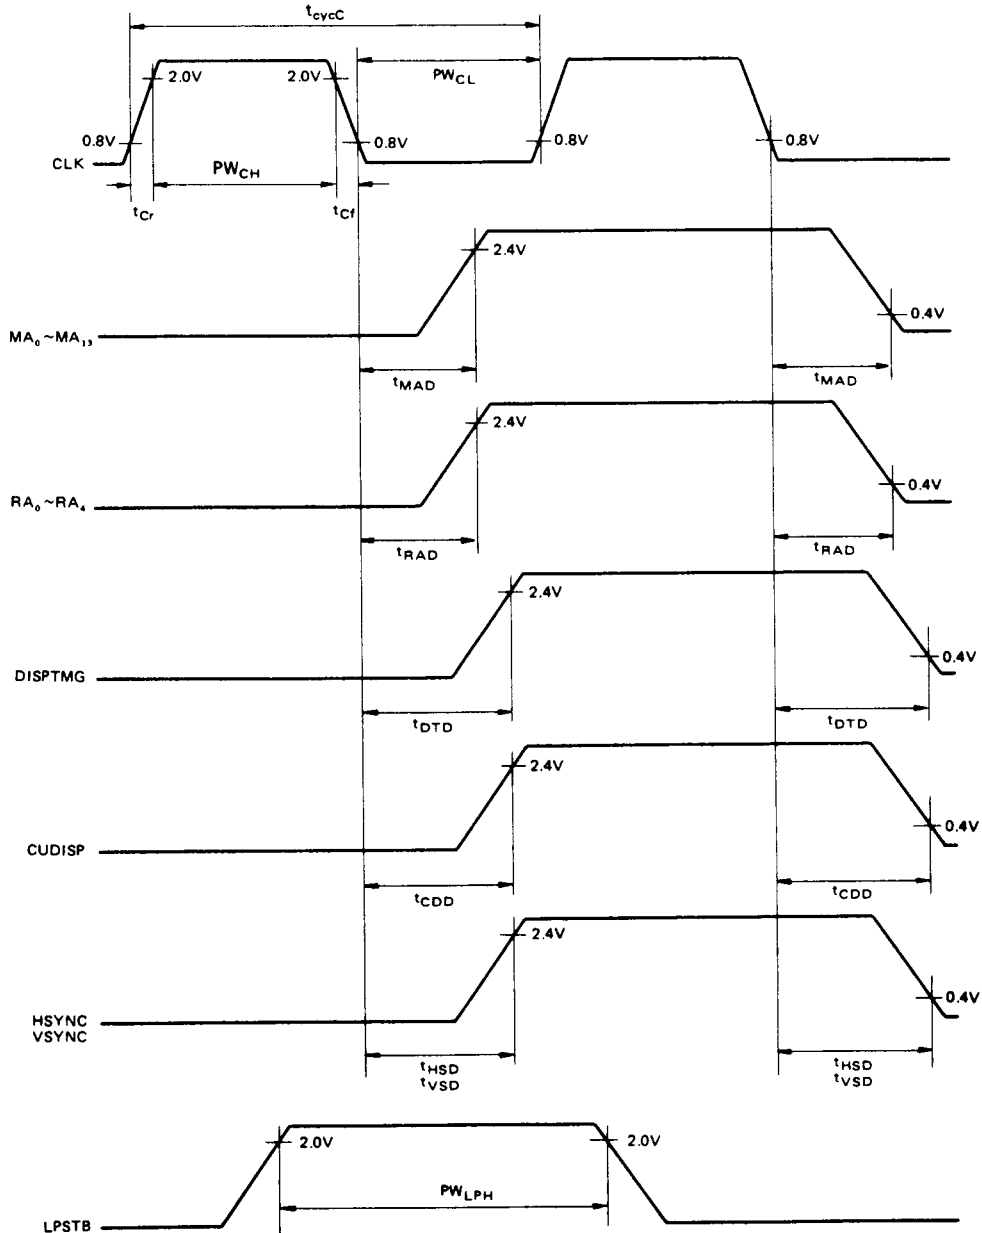 tcycC
2.0V 2.0V PWCL
0.8V 0.8V 0.8V 0.8V
CLK PWCH
tCr tCf
2.4V
0.4V
MA₀~MA₁₃
tMAD tMAD
2.4V
0.4V
RA₀~RA₄
tRAD tRAD
2.4V
0.4V
DISPTMG
tDTD tDTD
2.4V
0.4V
CUDISP
tCDD tCDD
2.4V
0.4V
HSYNC
VSYNC
tHSD tHSD
tVSD tVSD
2.0V 2.0V
PWLPH
LPSTB